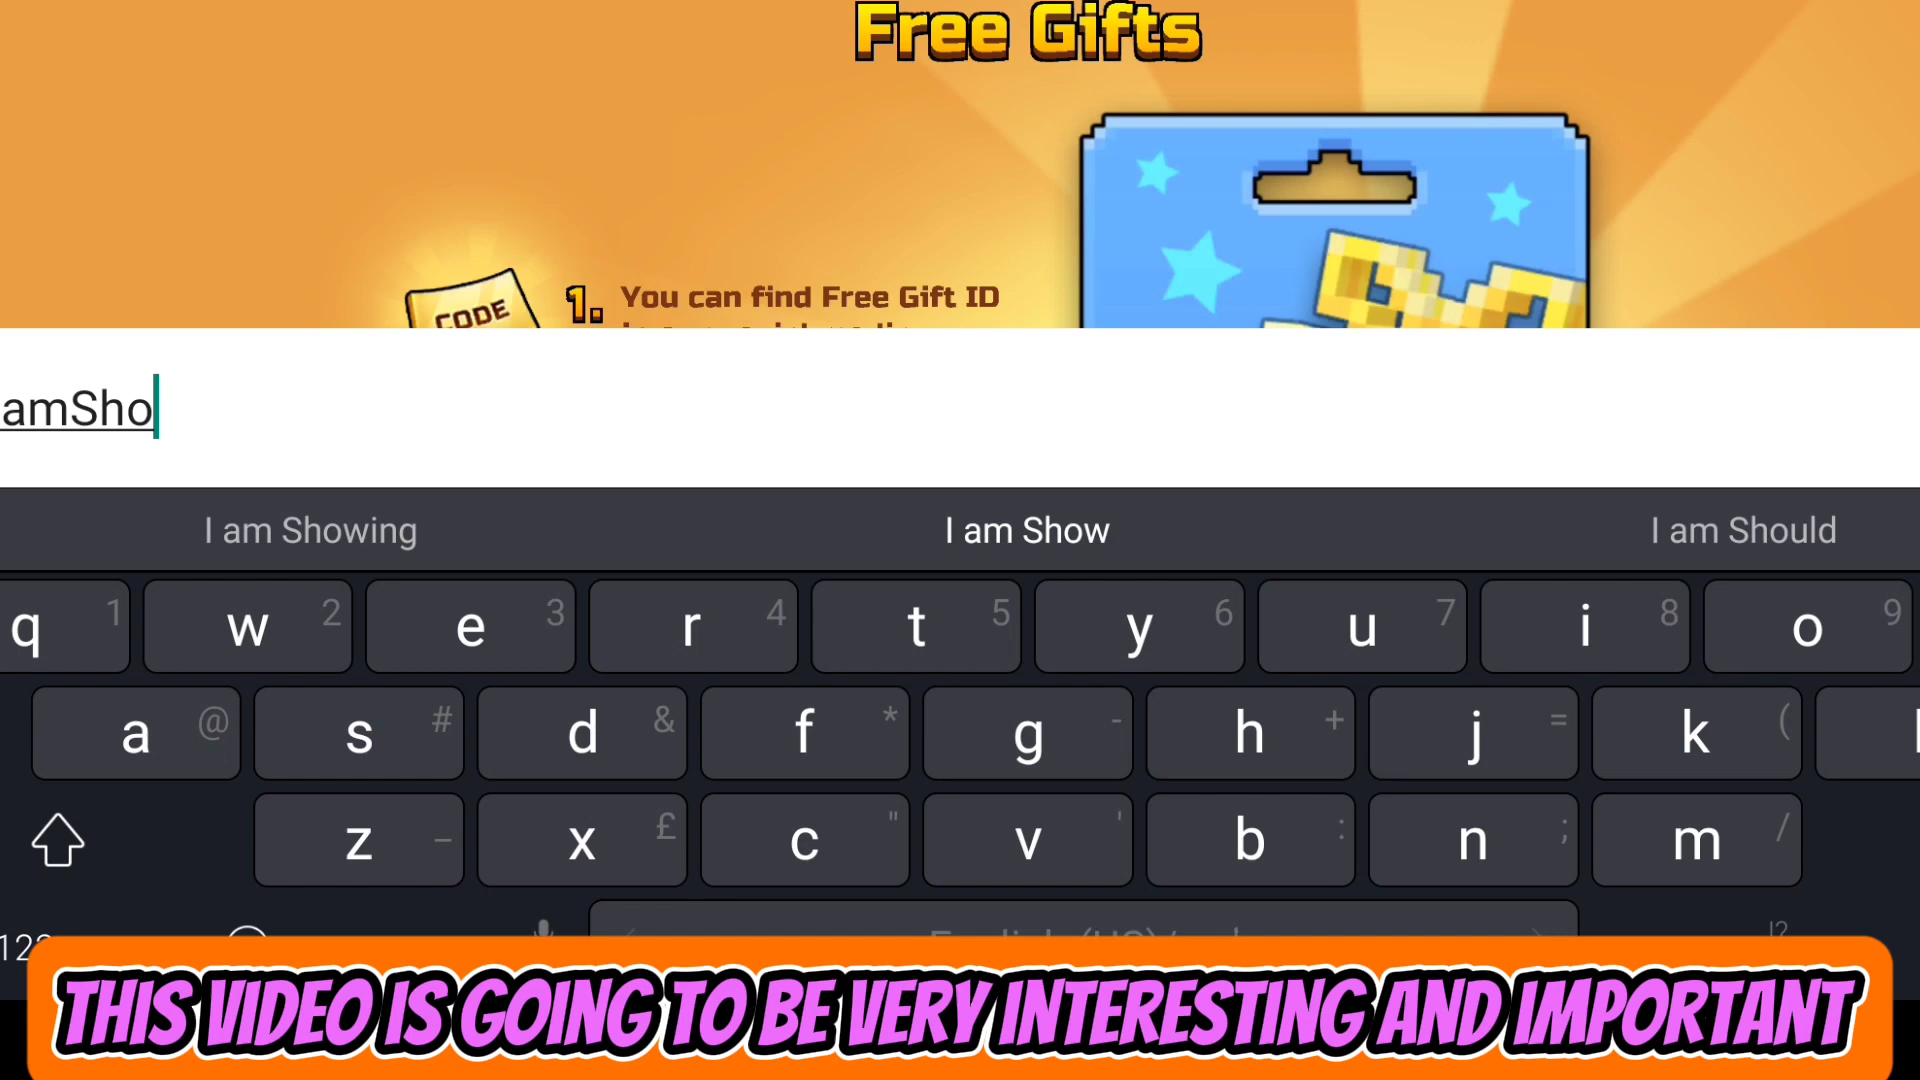 Free Gifts
CODE
1. You can find Free Gift ID
amSho
I am Showing I am Show I am Should
q 1 w 2 e 3 r 4 t 5 y 6 u 7 i 8 o 9
a @ s # d & f * g - h + j = k (
z _ x £ c " v ' b : n ; m /
123 !?
THIS VIDEO IS GOING TO BE VERY INTERESTING AND IMPORTANT